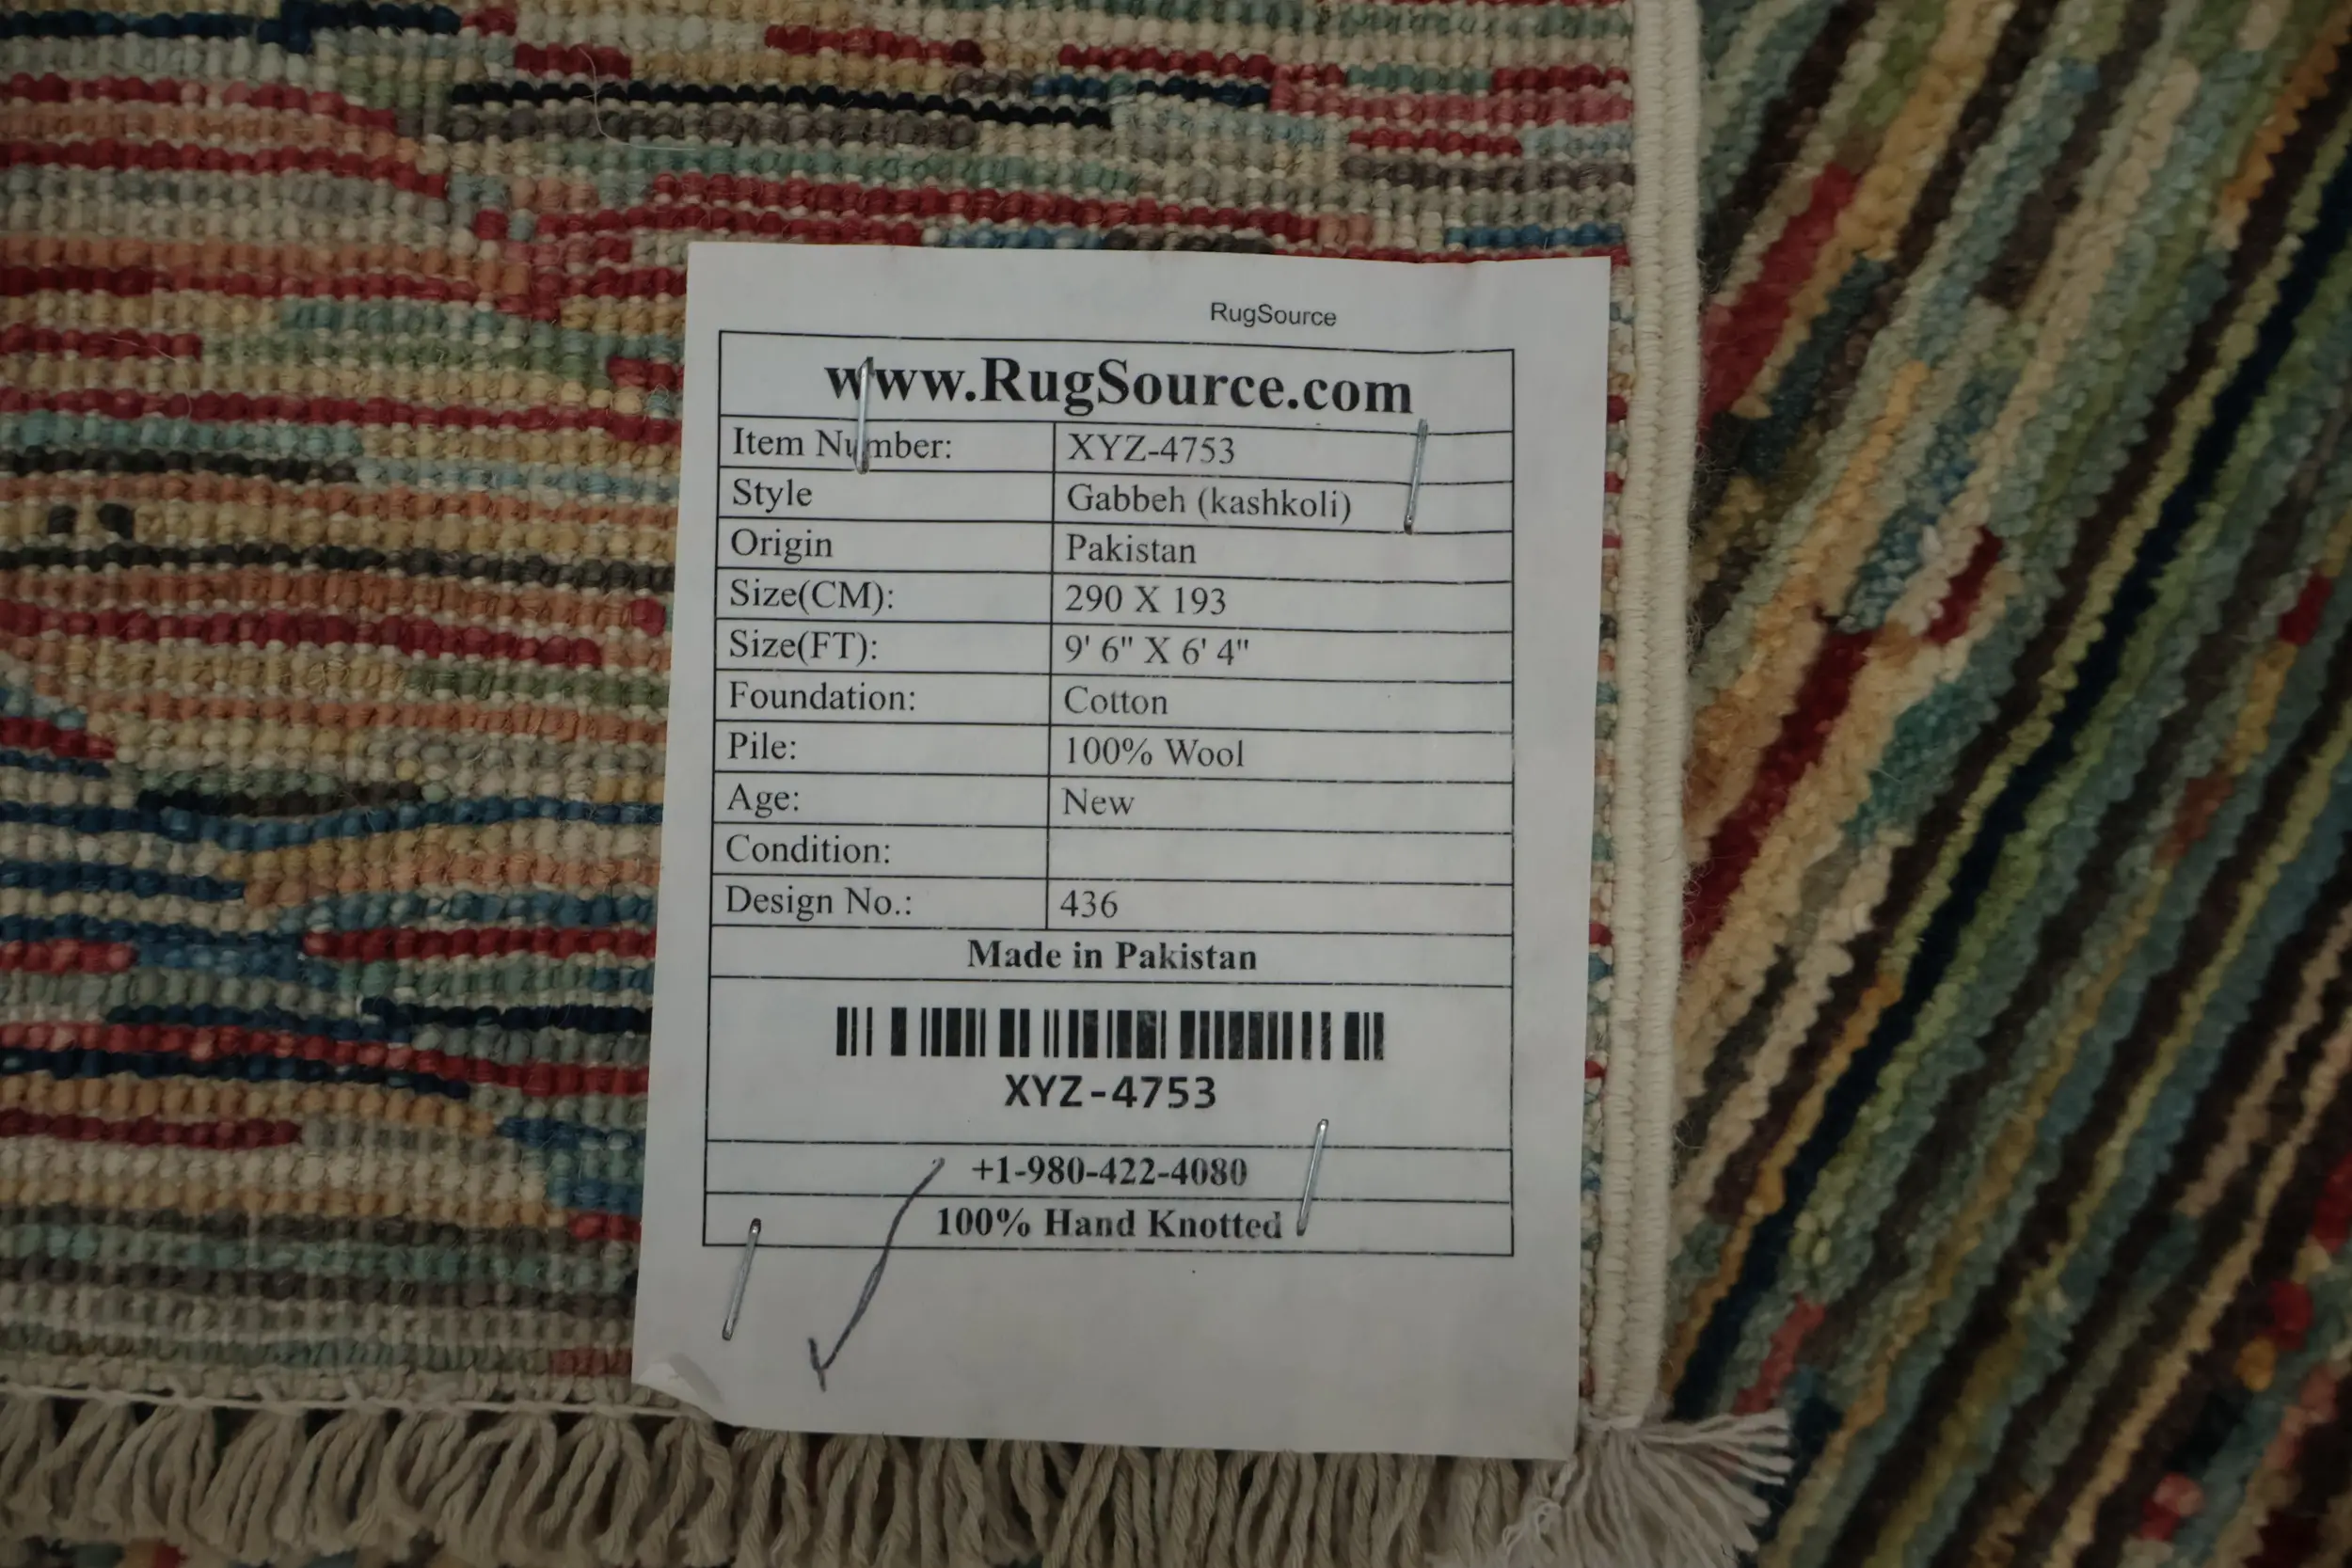 RugSource
www.RugSource.com
Item Number: XYZ-4753
Style Gabbeh (kashkoli)
Origin Pakistan
Size(CM): 290 X 193
Size(FT): 9' 6" X 6' 4"
Foundation: Cotton
Pile: 100% Wool
Age: New
Condition:
Design No.: 436
Made in Pakistan
XYZ-4753
+1-980-422-4080
100% Hand Knotted